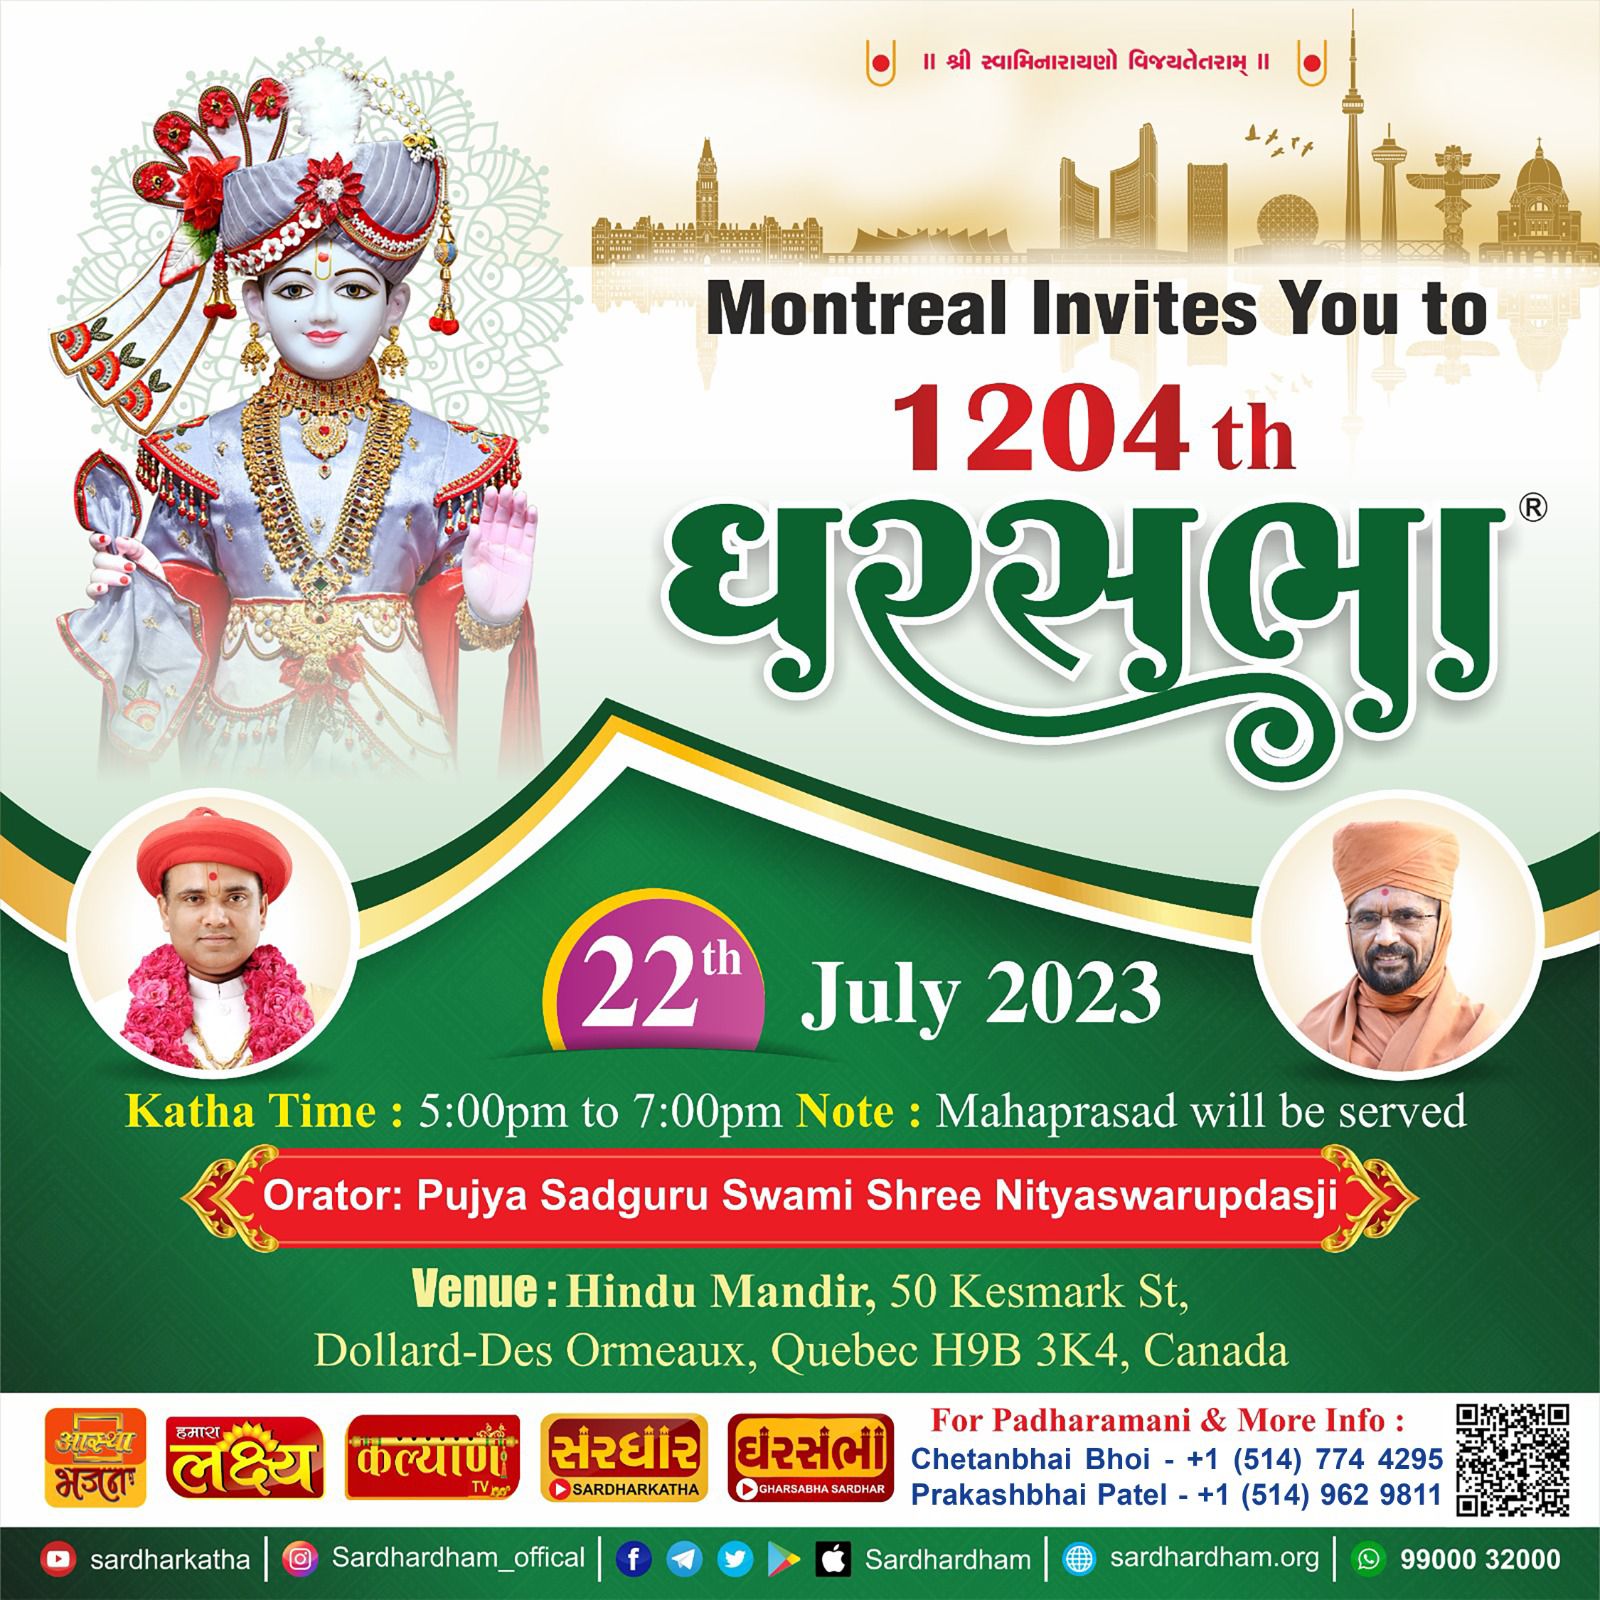 ॥ શ્રી સ્વામિનારાયણો વિજયતેતરામ્ ॥
Montreal Invites You to
1204 th
ઘરસભા ®
22th July 2023
Katha Time : 5:00pm to 7:00pm Note : Mahaprasad will be served
Orator: Pujya Sadguru Swami Shree Nityaswarupdasji
Venue : Hindu Mandir, 50 Kesmark St,
Dollard-Des Ormeaux, Quebec H9B 3K4, Canada
आस्था
भजन
हमारा
लक्ष्य
कल्याण
TV
સરધાર
SARDHARKATHA
ઘરસભા
GHARSABHA SARDHAR
For Padharamani & More Info :
Chetanbhai Bhoi - +1 (514) 774 4295
Prakashbhai Patel - +1 (514) 962 9811
sardharkatha | Sardhardham_offical | Sardhardham | sardhardham.org | 99000 32000